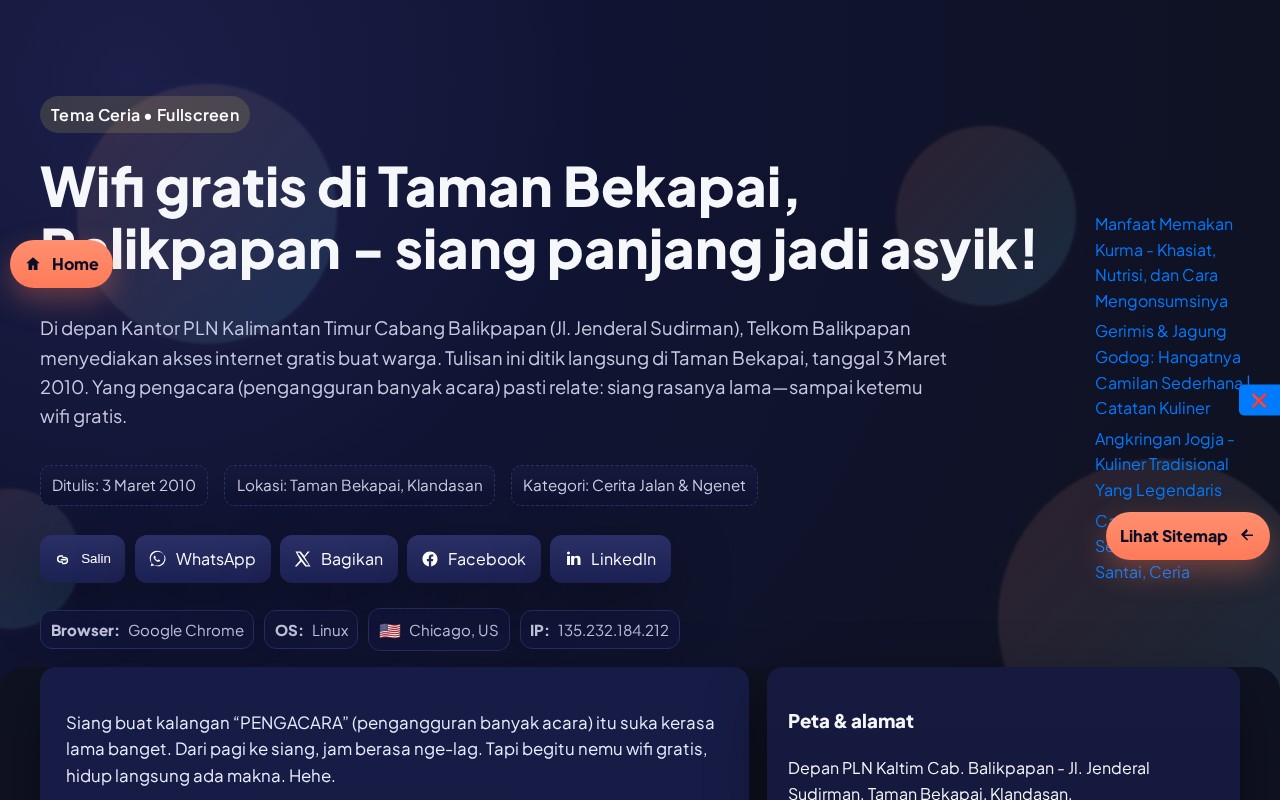 Tema Ceria • Fullscreen
Wifi gratis di Taman Bekapai,
Balikpapan – siang panjang jadi asyik!
Home
Di depan Kantor PLN Kalimantan Timur Cabang Balikpapan (Jl. Jenderal Sudirman), Telkom Balikpapan
menyediakan akses internet gratis buat warga. Tulisan ini ditik langsung di Taman Bekapai, tanggal 3 Maret
2010. Yang pengacara (pengangguran banyak acara) pasti relate: siang rasanya lama—sampai ketemu
wifi gratis.
Ditulis: 3 Maret 2010
Lokasi: Taman Bekapai, Klandasan
Kategori: Cerita Jalan & Ngenet
Salin
WhatsApp
Bagikan
Facebook
LinkedIn
Browser: Google Chrome
OS: Linux
Chicago, US
IP: 135.232.184.212
Manfaat Memakan
Kurma - Khasiat,
Nutrisi, dan Cara
Mengonsumsinya
Gerimis & Jagung
Godog: Hangatnya
Camilan Sederhana |
Catatan Kuliner
Angkringan Jogja -
Kuliner Tradisional
Yang Legendaris
Lihat Sitemap
Santai, Ceria
Siang buat kalangan “PENGACARA” (pengangguran banyak acara) itu suka kerasa
lama banget. Dari pagi ke siang, jam berasa nge-lag. Tapi begitu nemu wifi gratis,
hidup langsung ada makna. Hehe.
Peta & alamat
Depan PLN Kaltim Cab. Balikpapan - Jl. Jenderal
Sudirman, Taman Bekapai, Klandasan.